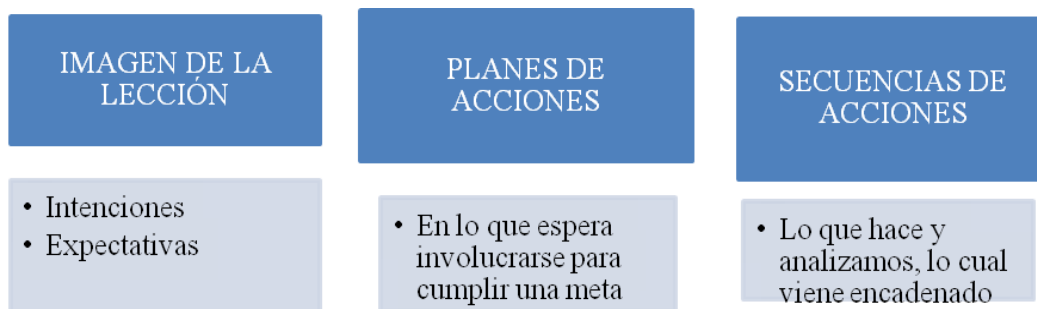 IMAGEN DE LA
LECCIÓN
• Intenciones
• Expectativas
PLANES DE
ACCIONES
• En lo que espera
involucrarse para
cumplir una meta
SECUENCIAS DE
ACCIONES
• Lo que hace y
analizamos, lo cual
viene encadenado